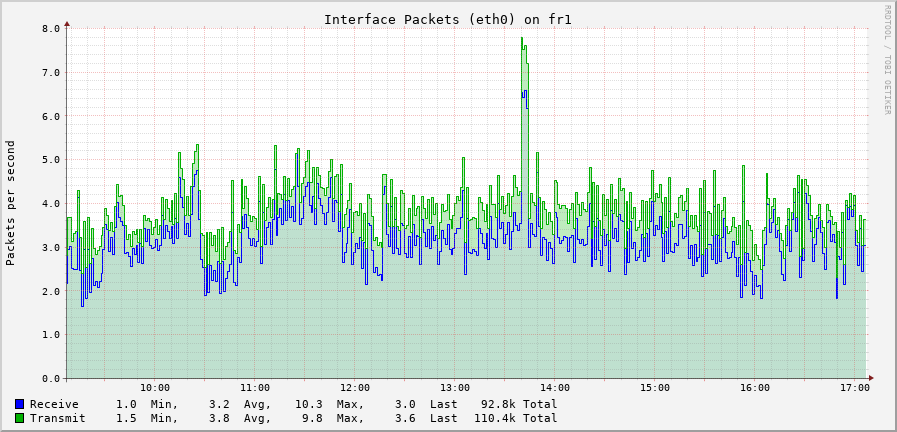 Interface Packets (eth0) on fr1
RRDTOOL / TOBI OETIKER
Packets per second
8.0
7.0
6.0
5.0
4.0
3.0
2.0
1.0
0.0
10:00 11:00 12:00 13:00 14:00 15:00 16:00 17:00
Receive 1.0 Min, 3.2 Avg, 10.3 Max, 3.0 Last 92.8k Total
Transmit 1.5 Min, 3.8 Avg, 9.8 Max, 3.6 Last 110.4k Total